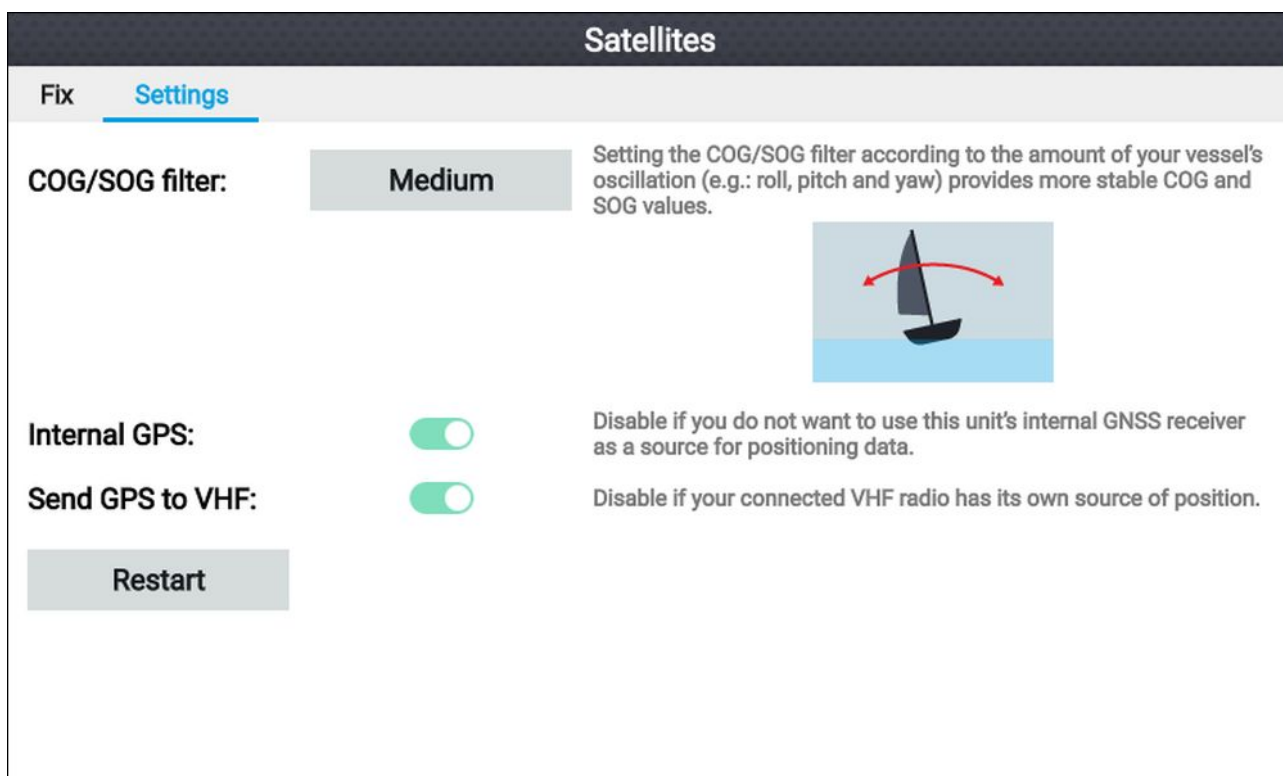 Satellites
Fix
Settings
COG/SOG filter:
Medium
Setting the COG/SOG filter according to the amount of your vessel's
oscillation (e.g.: roll, pitch and yaw) provides more stable COG and
SOG values.
Internal GPS:
Disable if you do not want to use this unit's internal GNSS receiver
as a source for positioning data.
Send GPS to VHF:
Disable if your connected VHF radio has its own source of position.
Restart